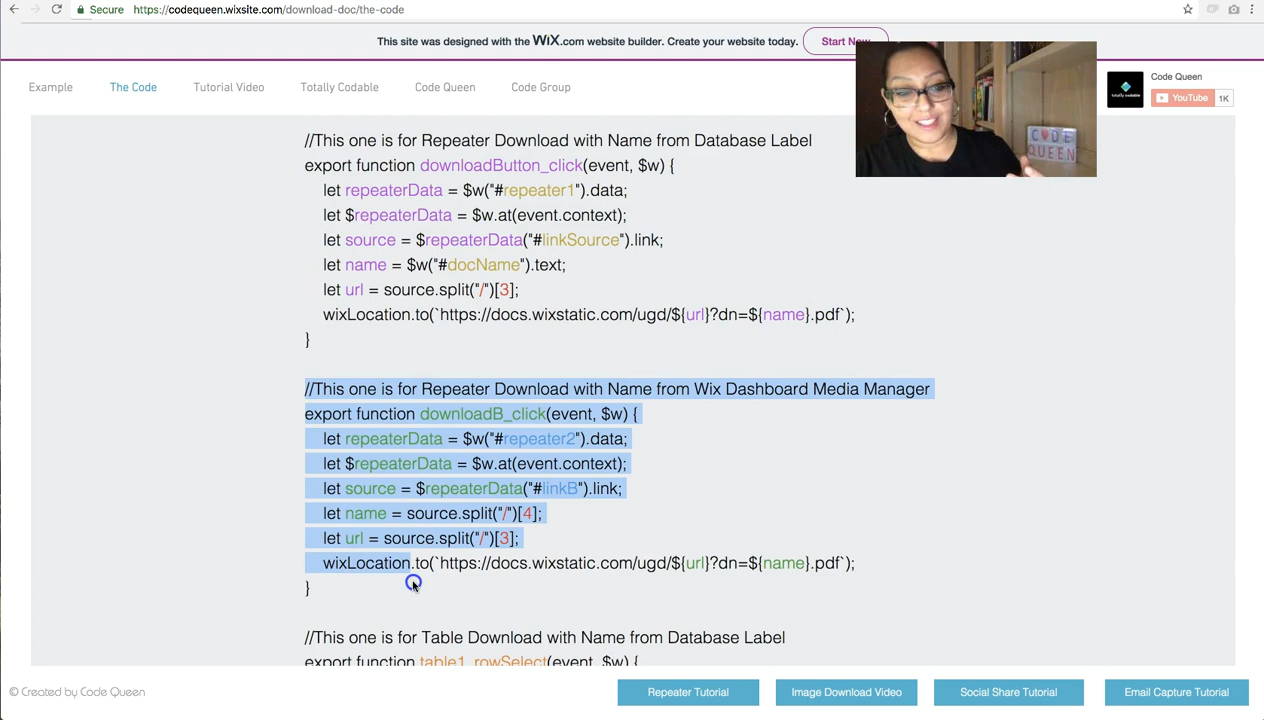 Secure https://codequeen.wixsite.com/download-doc/the-code
This site was designed with the WiX.com website builder. Create your website today. Start Now
Example The Code Tutorial Video Totally Codable Code Queen Code Group
Code Queen
YouTube 1K
CODE
QUEEN
//This one is for Repeater Download with Name from Database Label
export function downloadButton_click(event, $w) {
let repeaterData = $w("#repeater1").data;
let $repeaterData = $w.at(event.context);
let source = $repeaterData("#linkSource").link;
let name = $w("#docName").text;
let url = source.split("/")[3];
wixLocation.to(`https://docs.wixstatic.com/ugd/${url}?dn=${name}.pdf`);
}
//This one is for Repeater Download with Name from Wix Dashboard Media Manager
export function downloadB_click(event, $w) {
let repeaterData = $w("#repeater2").data;
let $repeaterData = $w.at(event.context);
let source = $repeaterData("#linkB").link;
let name = source.split("/")[4];
let url = source.split("/")[3];
wixLocation.to(`https://docs.wixstatic.com/ugd/${url}?dn=${name}.pdf`);
}
//This one is for Table Download with Name from Database Label
export function table1_rowSelect(event, $w) {
© Created by Code Queen
Repeater Tutorial Image Download Video Social Share Tutorial Email Capture Tutorial